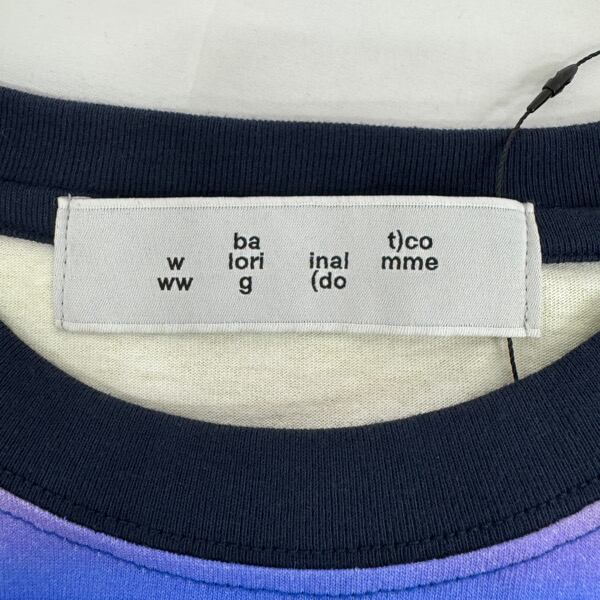 ba t)co
w lori inal mme
ww g (do